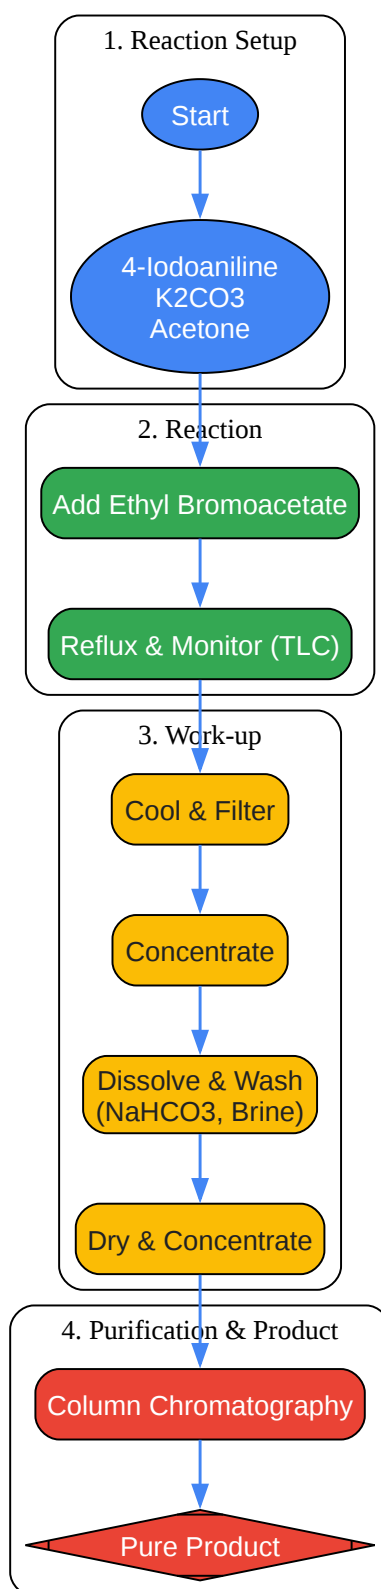 1. Reaction Setup
Start
4-Iodoaniline
K2CO3
Acetone
2. Reaction
Add Ethyl Bromoacetate
Reflux & Monitor (TLC)
3. Work-up
Cool & Filter
Concentrate
Dissolve & Wash
(NaHCO3, Brine)
Dry & Concentrate
4. Purification & Product
Column Chromatography
Pure Product